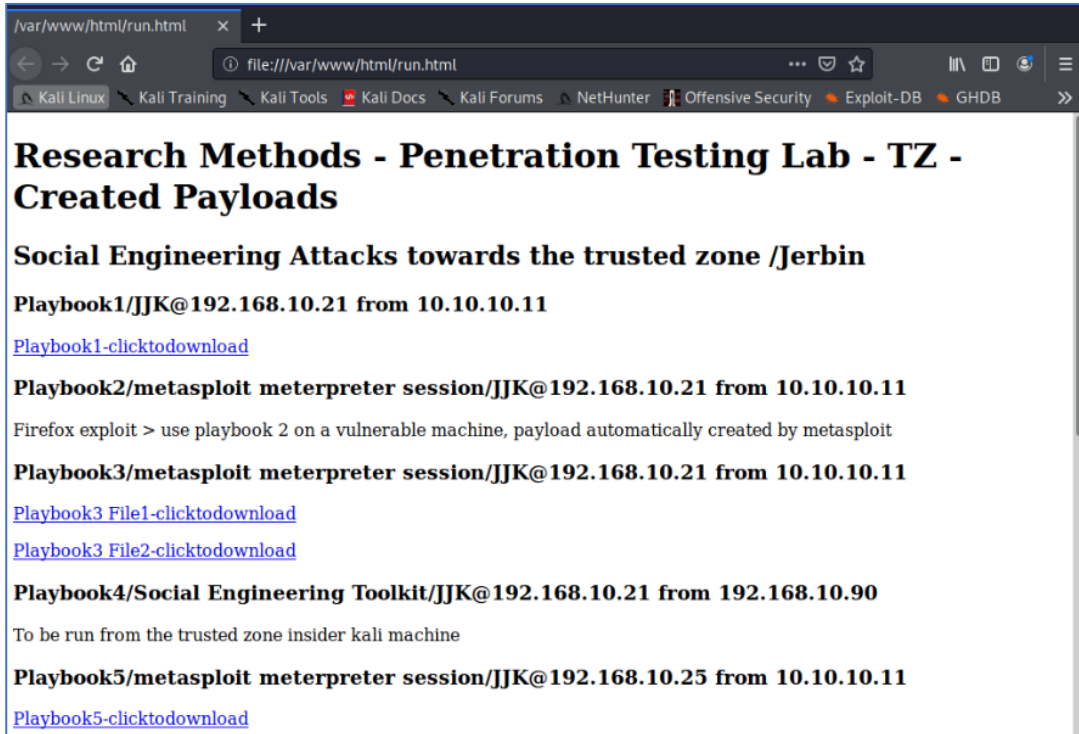 /var/www/html/run.html × +
file:///var/www/html/run.html
Kali Linux Kali Training Kali Tools Kali Docs Kali Forums NetHunter Offensive Security Exploit-DB GHDB »
Research Methods - Penetration Testing Lab - TZ -
Created Payloads
Social Engineering Attacks towards the trusted zone /Jerbin
Playbook1/JJK@192.168.10.21 from 10.10.10.11
Playbook1-clicktodownload
Playbook2/metasploit meterpreter session/JJK@192.168.10.21 from 10.10.10.11
Firefox exploit > use playbook 2 on a vulnerable machine, payload automatically created by metasploit
Playbook3/metasploit meterpreter session/JJK@192.168.10.21 from 10.10.10.11
Playbook3 File1-clicktodownload
Playbook3 File2-clicktodownload
Playbook4/Social Engineering Toolkit/JJK@192.168.10.21 from 192.168.10.90
To be run from the trusted zone insider kali machine
Playbook5/metasploit meterpreter session/JJK@192.168.10.25 from 10.10.10.11
Playbook5-clicktodownload